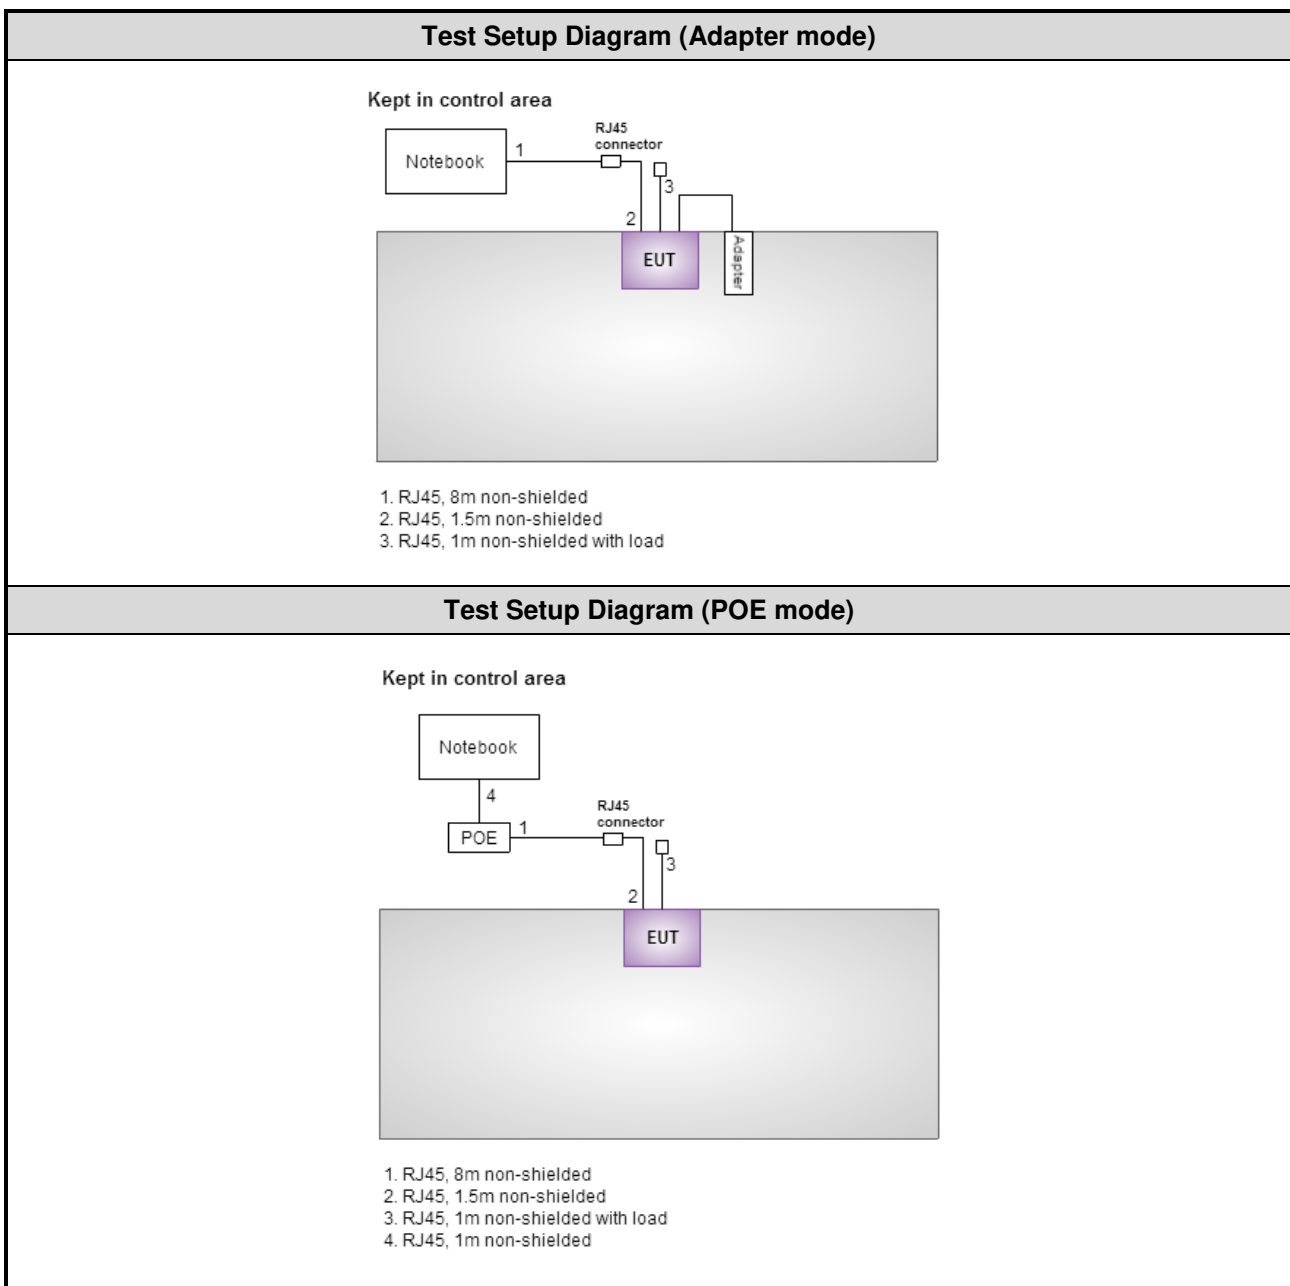 Test Setup Diagram (Adapter mode)
Kept in control area
RJ45
connector
Notebook
1
3
2
EUT
Adapter
1. RJ45, 8m non-shielded
2. RJ45, 1.5m non-shielded
3. RJ45, 1m non-shielded with load
Test Setup Diagram (POE mode)
Kept in control area
Notebook
4
RJ45
connector
POE
1
3
2
EUT
1. RJ45, 8m non-shielded
2. RJ45, 1.5m non-shielded
3. RJ45, 1m non-shielded with load
4. RJ45, 1m non-shielded